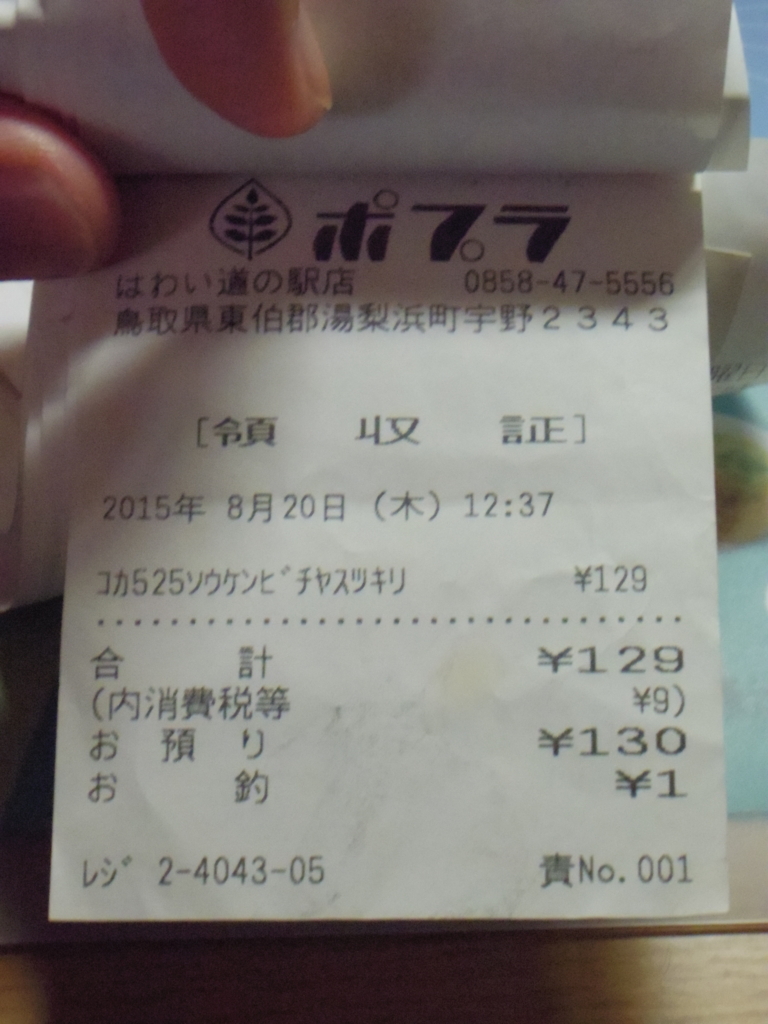 ポプラ
はわい道の駅店 0858-47-5556
鳥取県東伯郡湯梨浜町宇野2343
[領 収 証]
2015年 8月20日 (木) 12:37
コカ525ソウケンビチヤスツキリ ¥129
合 計 ¥129
(内消費税等 ¥9)
お 預 り ¥130
お 釣 ¥1
レジ 2-4043-05 責No.001